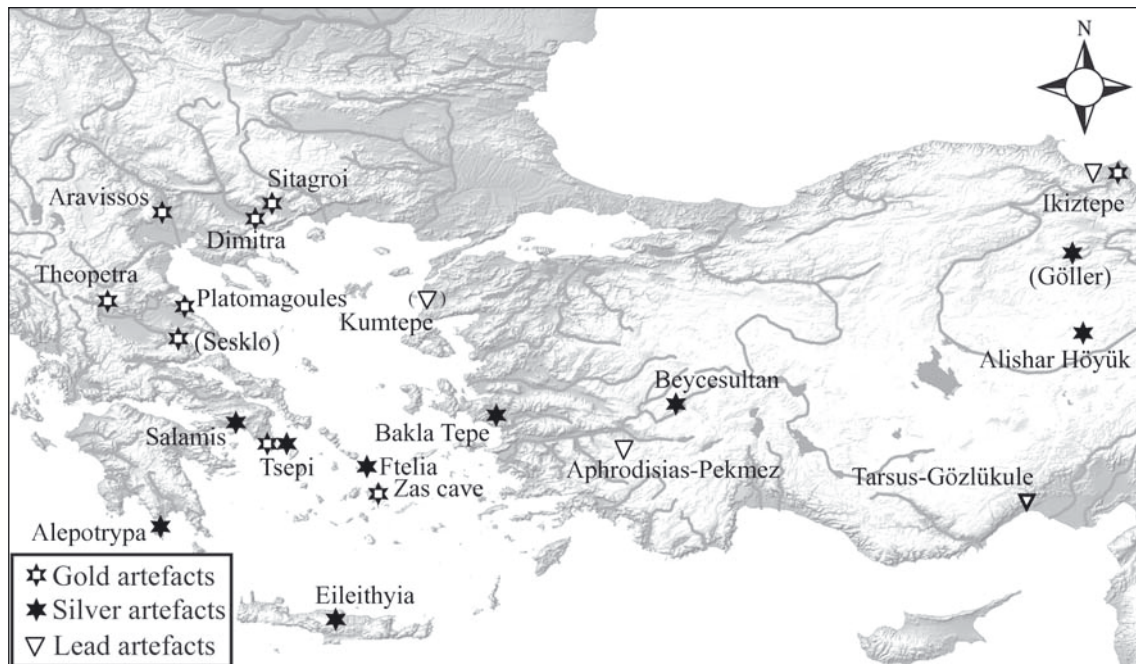 N
Sitagroi
Aravissos
Dimitra
Ikiztepe
Theopetra
Platomagoules
(Göller)
( )
Kumtepe
(Sesklo)
Alishar Höyük
Beycesultan
Salamis
Bakla Tepe
Tsepi
Ftelia
Aphrodisias-Pekmez
Zas cave
Tarsus-Gözlükule
Alepotrypa
Gold artefacts
Silver artefacts
Eileithyia
Lead artefacts